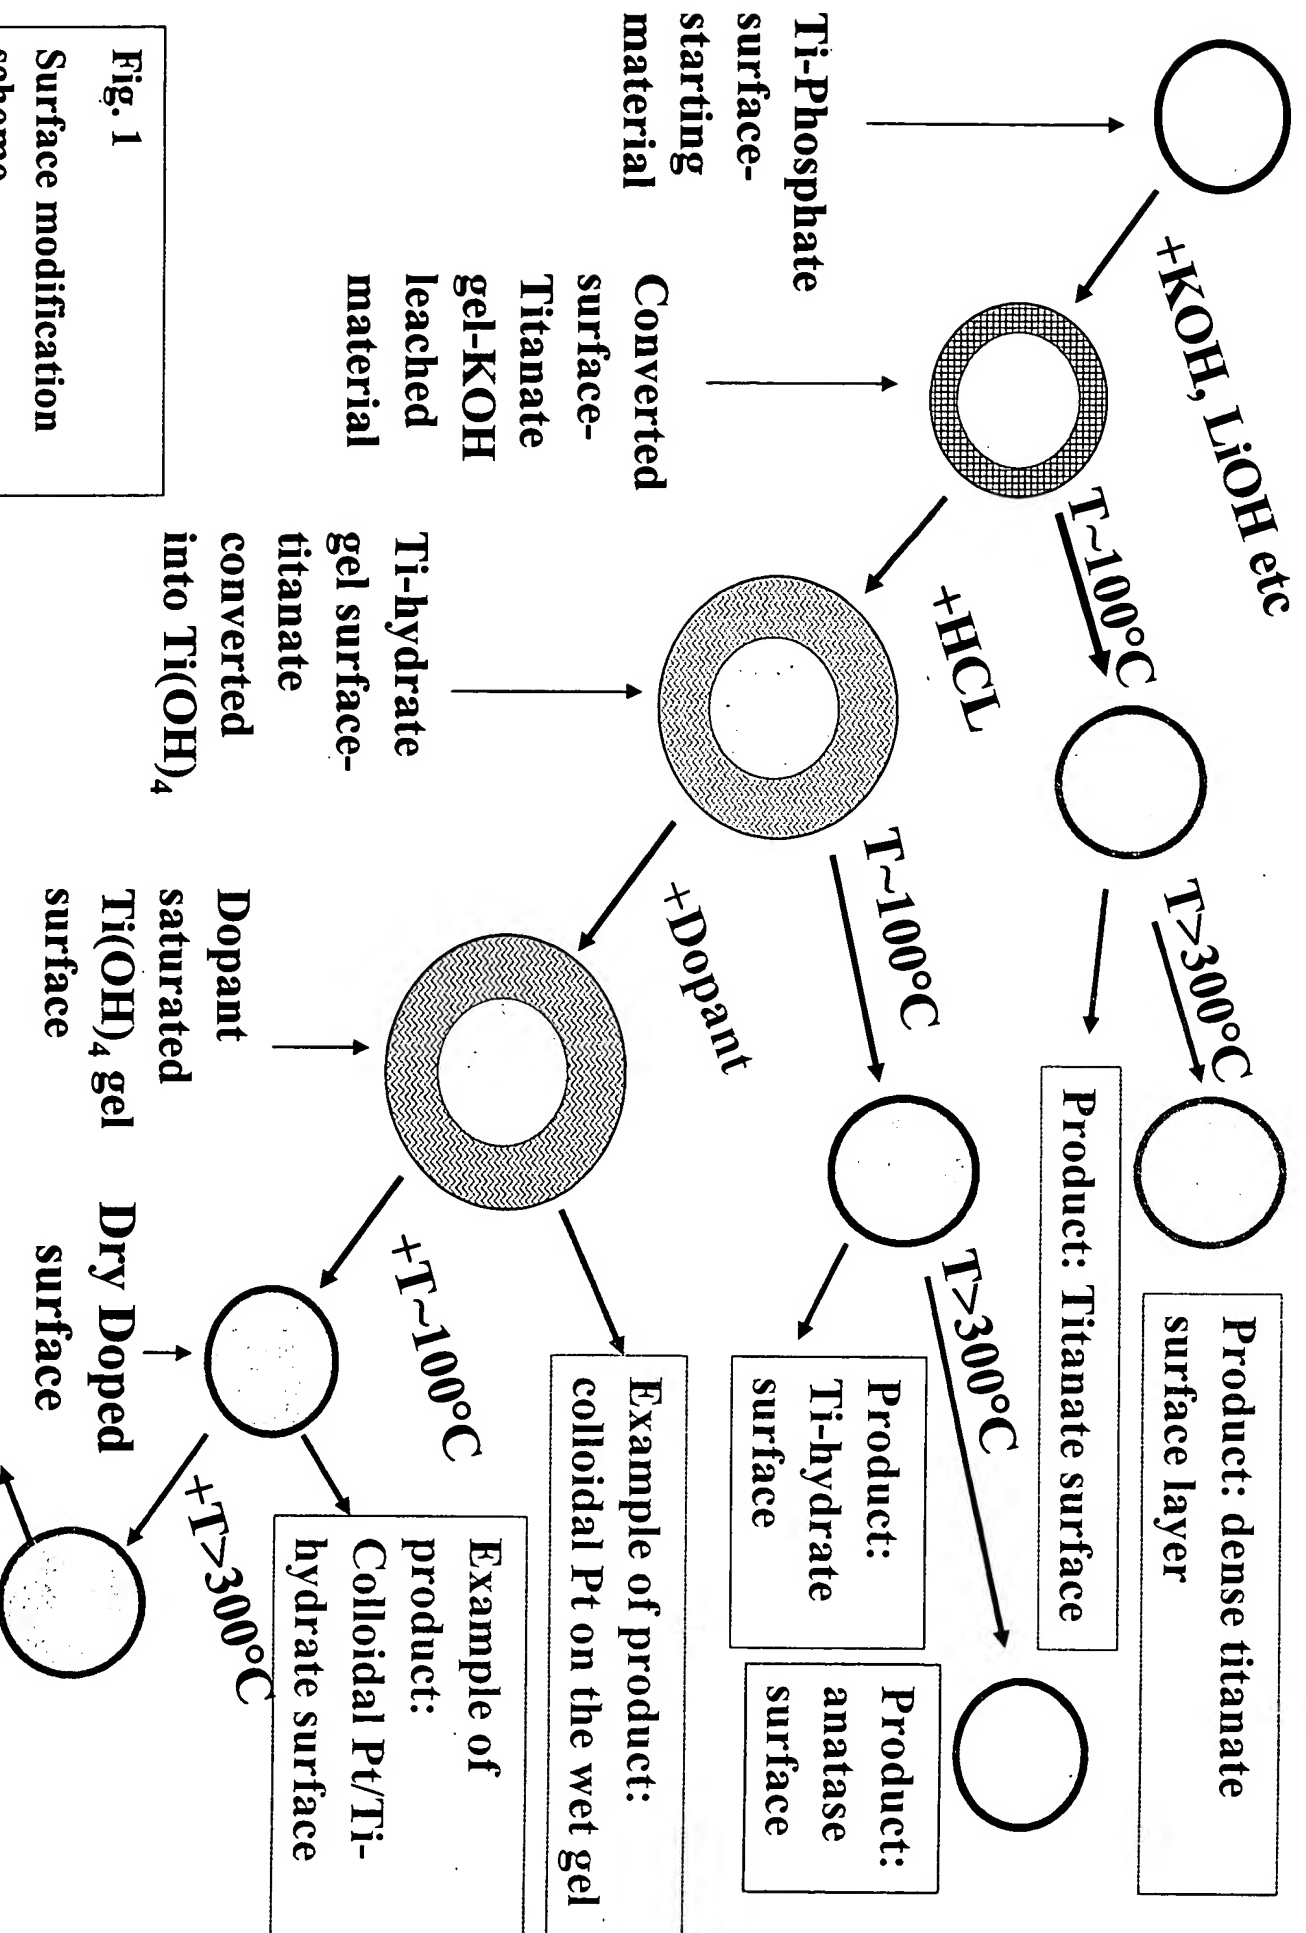 +KOH, LiOH etc
T~100°C
T>300°C
Product: dense titanate
surface layer
Product: Titanate surface
Ti-Phosphate
surface-
starting
material
+HCL
T~100°C
T>300°C
Product:
Ti-hydrate
surface
Product:
anatase
surface
Converted
surface-
Titanate
gel-KOH
leached
material
+Dopant
Example of product:
colloidal Pt on the wet gel
Ti-hydrate
gel surface-
titanate
converted
into Ti(OH)₄
+T~100°C
Example of
product:
Colloidal Pt/Ti-
hydrate surface
Dopant
saturated
Ti(OH)₄ gel
surface
+T>300°C
Dry Doped
surface
Fig. 1
Surface modification
scheme